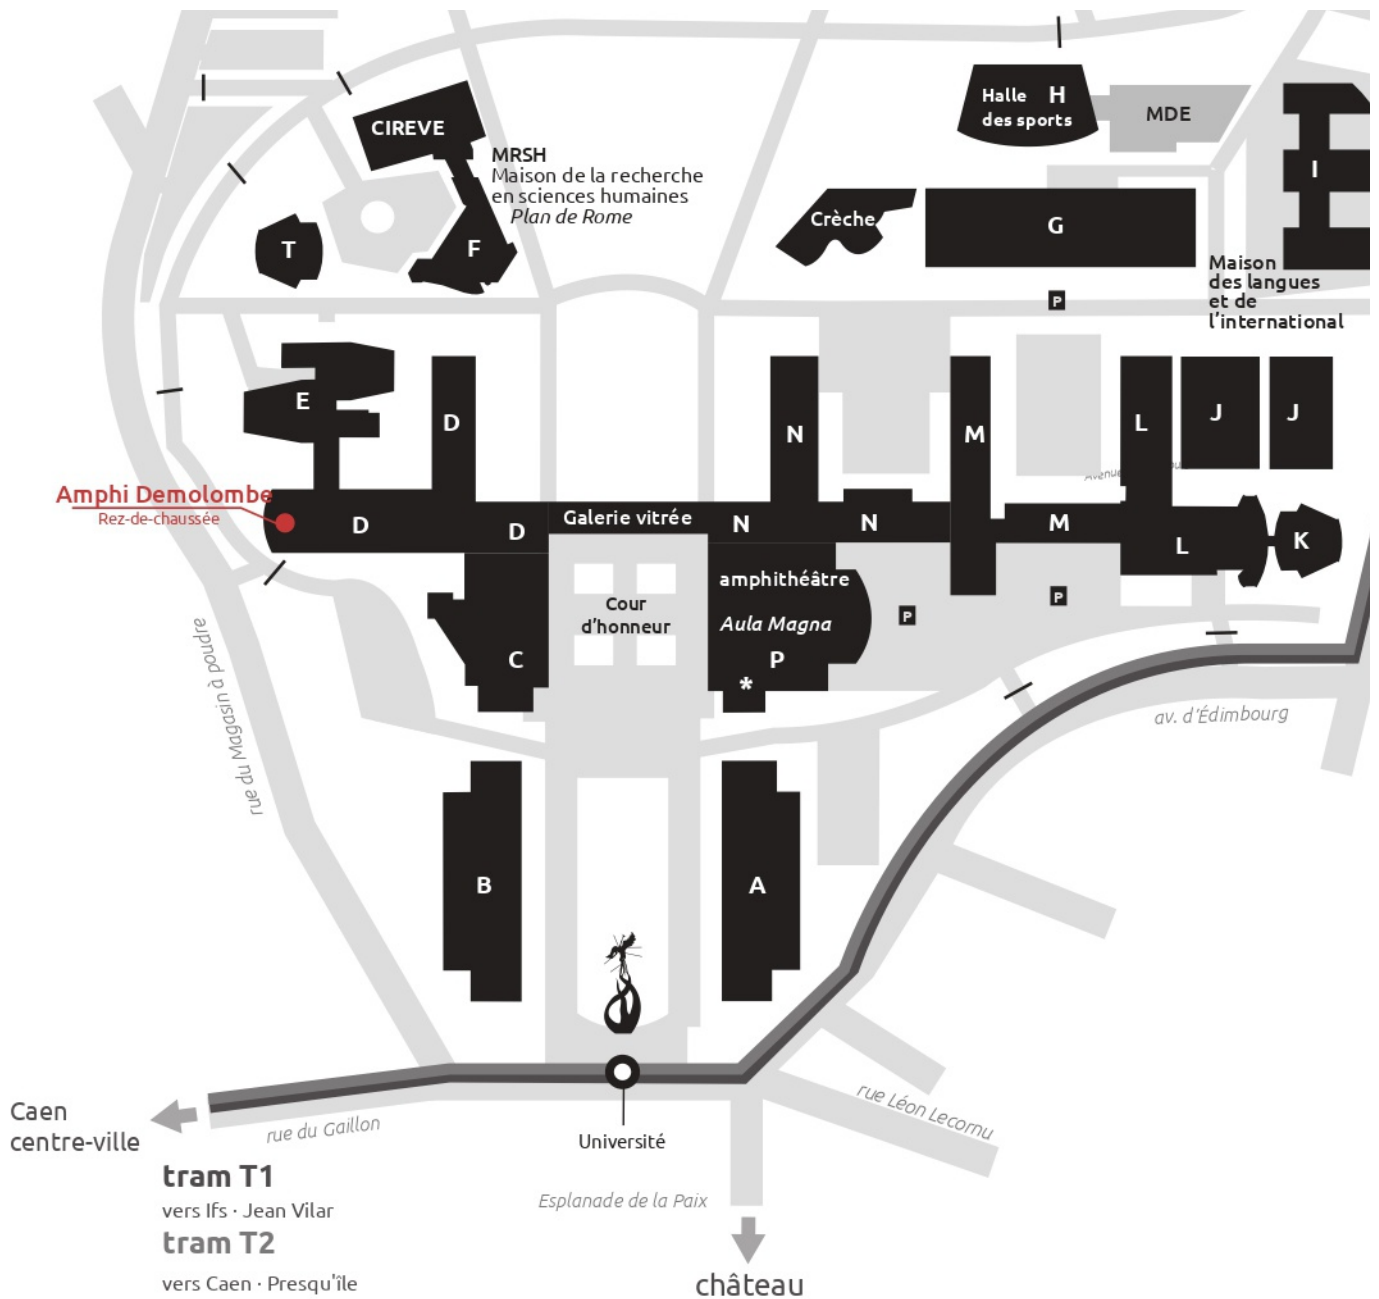 Halle H
des sports
MDE
CIREVE
I
MRSH
Maison de la recherche
en sciences humaines
Plan de Rome
Crèche
G
T
F
Maison
des langues
et de
l'international
P
E
D
N
M
L
J
J
Amphi Demolombe
Rez-de-chaussée
D
D
Galerie vitrée
N
N
M
L
K
amphithéâtre
Aula Magna
P
*
Cour
d'honneur
P
P
C
rue du Magasin à poudre
av. d'Édimbourg
B
A
rue Léon Lecornu
Caen
centre-ville
rue du Gaillon
Université
tram T1
vers Ifs · Jean Vilar
tram T2
vers Caen · Presqu'île
Esplanade de la Paix
château